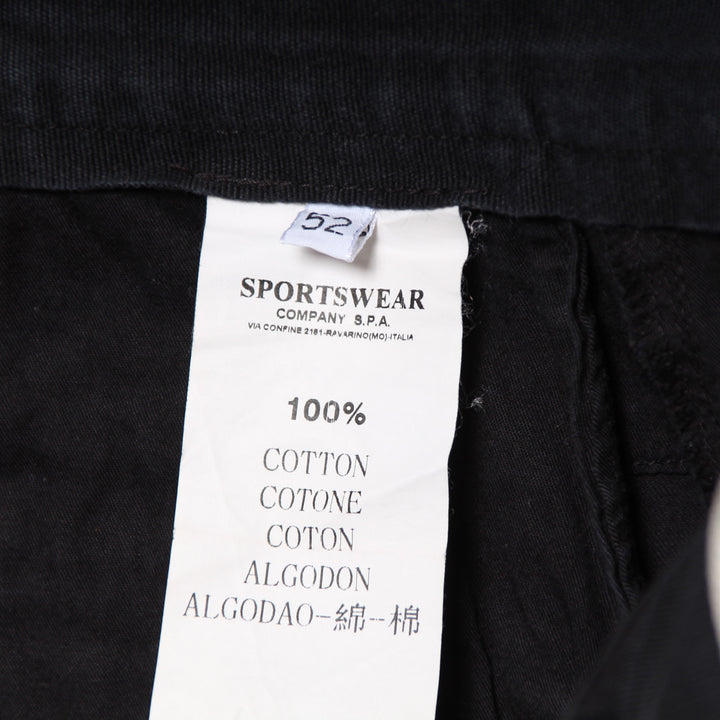 52
SPORTSWEAR
COMPANY S.P.A.
VIA CONFINE 2161-RAVARINO(MO)-ITALIA
100%
COTTON
COTONE
COTON
ALGODON
ALGODAO-綿-棉